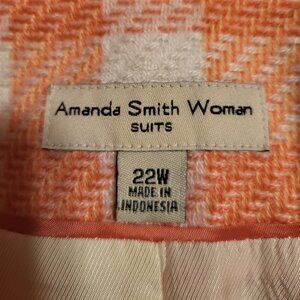 Amanda Smith Woman
SUITS
22W
MADE IN
INDONESIA